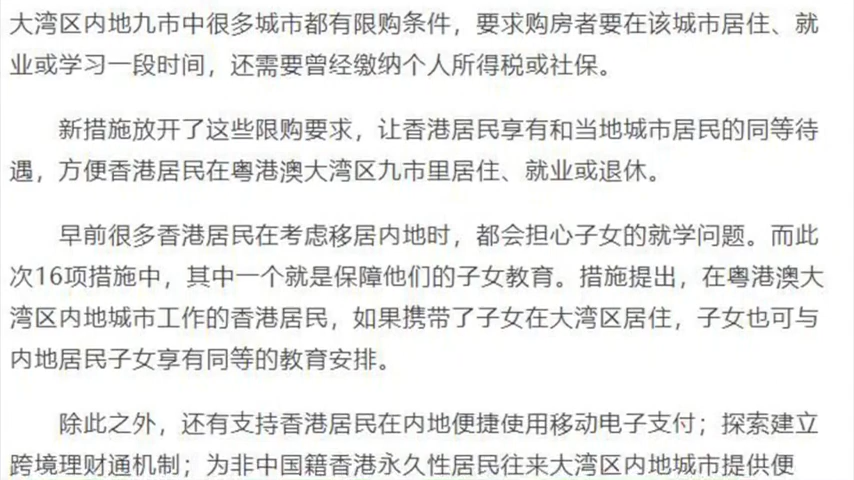 大湾区内地九市中很多城市都有限购条件，要求购房者要在该城市居住、就
业或学习一段时间，还需要曾经缴纳个人所得税或社保。
新措施放开了这些限购要求，让香港居民享有和当地城市居民的同等待
遇，方便香港居民在粤港澳大湾区九市里居住、就业或退休。
早前很多香港居民在考虑移居内地时，都会担心子女的就学问题。而此
次16项措施中，其中一个就是保障他们的子女教育。措施提出，在粤港澳大
湾区内地城市工作的香港居民，如果携带了子女在大湾区居住，子女也可与
内地居民子女享有同等的教育安排。
除此之外，还有支持香港居民在内地便捷使用移动电子支付；探索建立
跨境理财通机制；为非中国籍香港永久性居民往来大湾区内地城市提供便